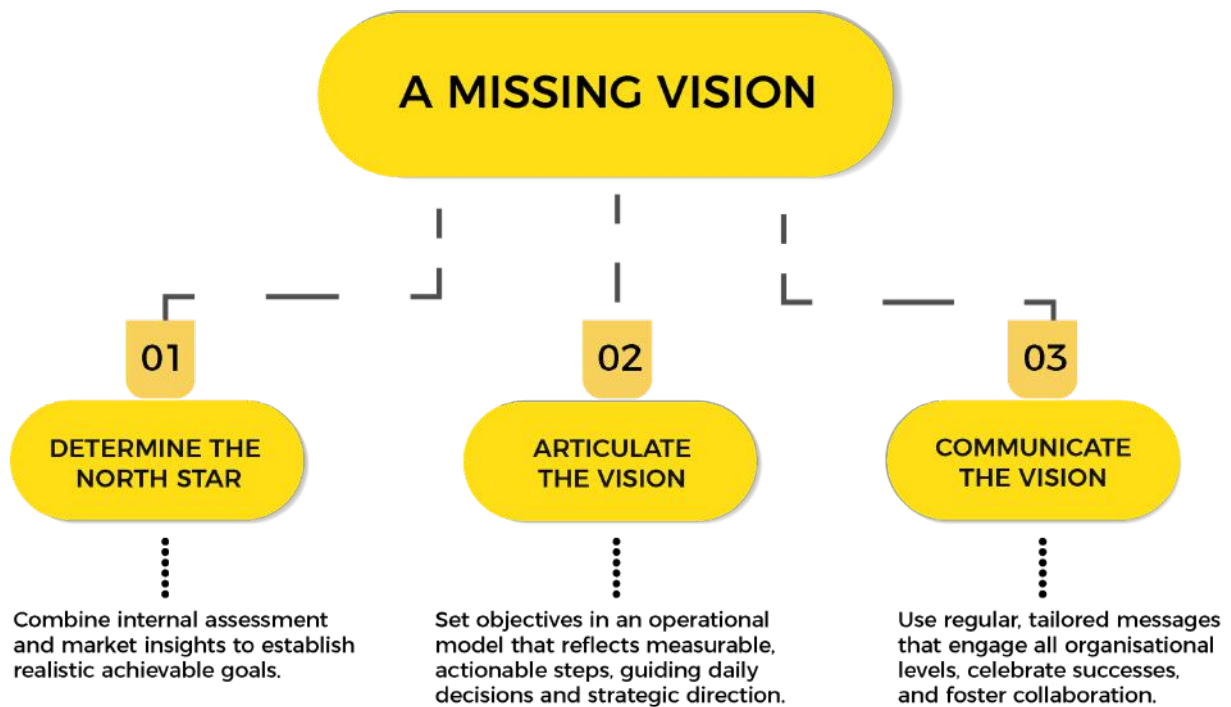 A MISSING VISION
01
DETERMINE THE
NORTH STAR
Combine internal assessment
and market insights to establish
realistic achievable goals.
02
ARTICULATE
THE VISION
Set objectives in an operational
model that reflects measurable,
actionable steps, guiding daily
decisions and strategic direction.
03
COMMUNICATE
THE VISION
Use regular, tailored messages
that engage all organisational
levels, celebrate successes,
and foster collaboration.